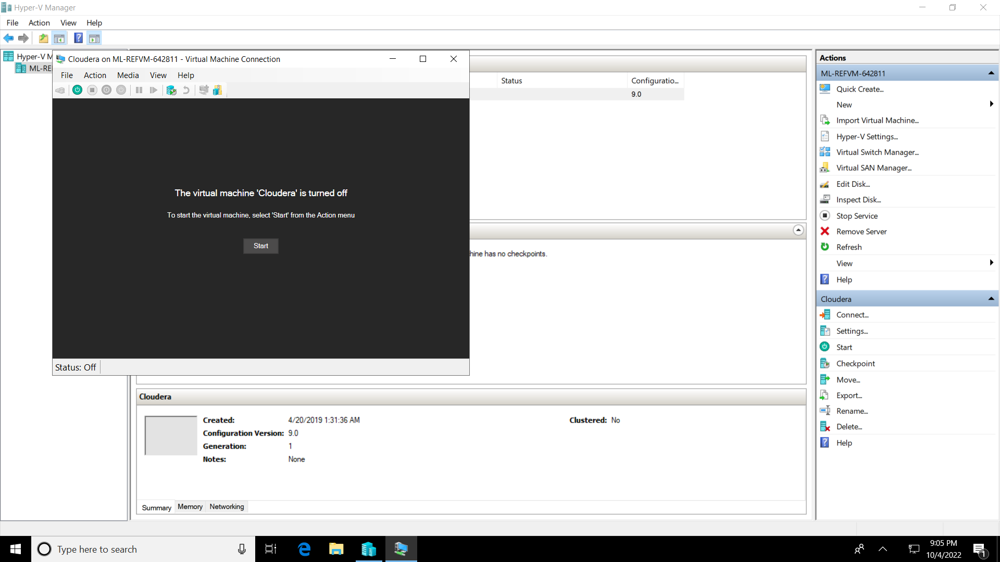 Hyper-V Manager
File Action View Help
Hyper-V M
ML-RE
Cloudera on ML-REFVM-642811 - Virtual Machine Connection
File Action Media View Help
The virtual machine 'Cloudera' is turned off
To start the virtual machine, select 'Start' from the Action menu
Start
Status: Off
Status Configuratio...
9.0
hine has no checkpoints.
Cloudera
Created: 4/20/2019 1:31:36 AM Clustered: No
Configuration Version: 9.0
Generation: 1
Notes: None
Summary Memory Networking
Actions
ML-REFVM-642811
Quick Create...
New
Import Virtual Machine...
Hyper-V Settings...
Virtual Switch Manager...
Virtual SAN Manager...
Edit Disk...
Inspect Disk...
Stop Service
Remove Server
Refresh
View
Help
Cloudera
Connect...
Settings...
Start
Checkpoint
Move...
Export...
Rename...
Delete...
Help
Type here to search
9:05 PM
10/4/2022
1